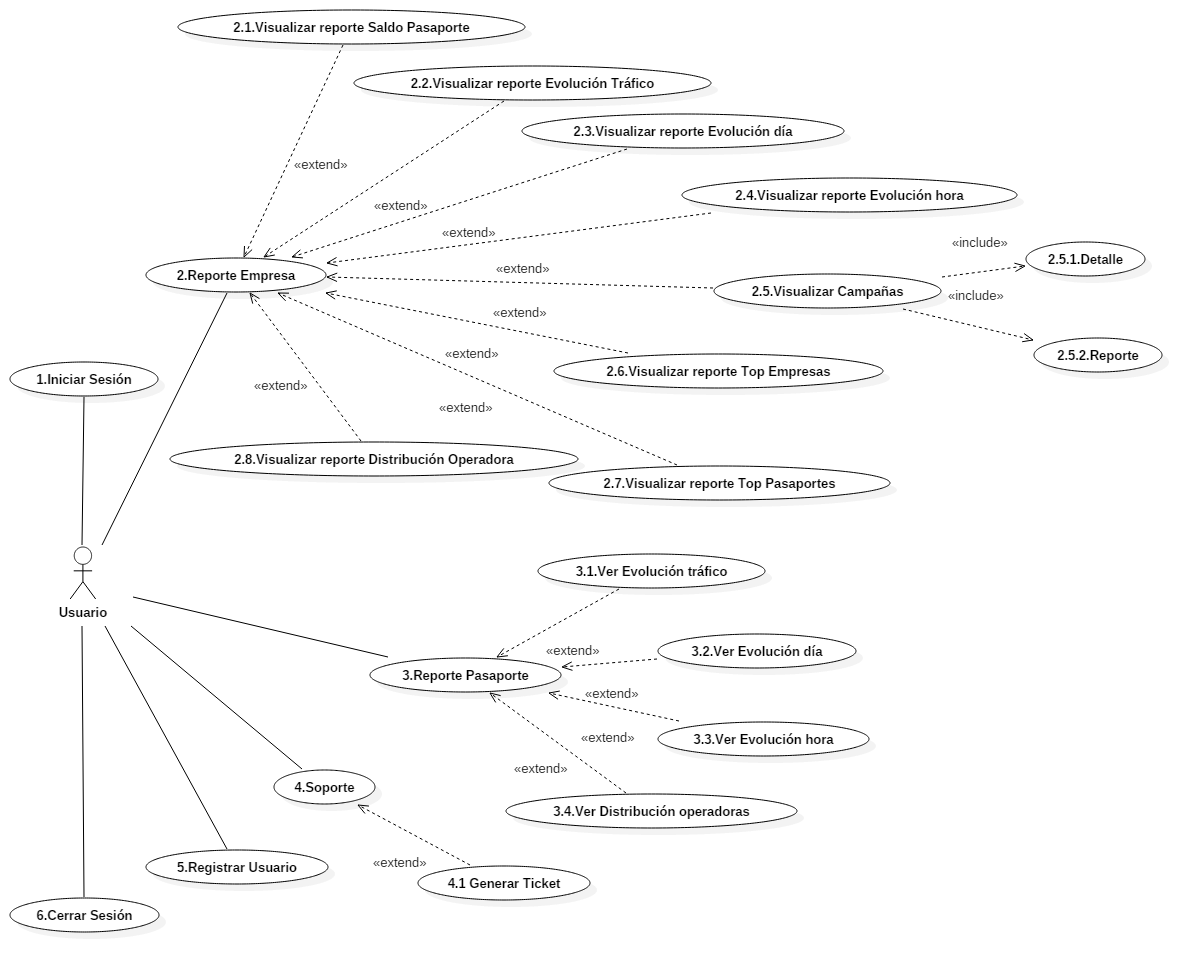 2.1.Visualizar reporte Saldo Pasaporte
2.2.Visualizar reporte Evolución Tráfico
2.3.Visualizar reporte Evolución día
«extend»
2.4.Visualizar reporte Evolución hora
«extend»
«extend»
«include»
2.5.1.Detalle
«extend»
2.Reporte Empresa
2.5.Visualizar Campañas
«include»
«extend»
«extend»
2.5.2.Reporte
1.Iniciar Sesión
«extend»
2.6.Visualizar reporte Top Empresas
«extend»
2.8.Visualizar reporte Distribución Operadora
2.7.Visualizar reporte Top Pasaportes
3.1.Ver Evolución tráfico
Usuario
«extend»
3.2.Ver Evolución día
3.Reporte Pasaporte
«extend»
«extend»
3.3.Ver Evolución hora
«extend»
4.Soporte
3.4.Ver Distribución operadoras
5.Registrar Usuario
«extend»
4.1 Generar Ticket
6.Cerrar Sesión